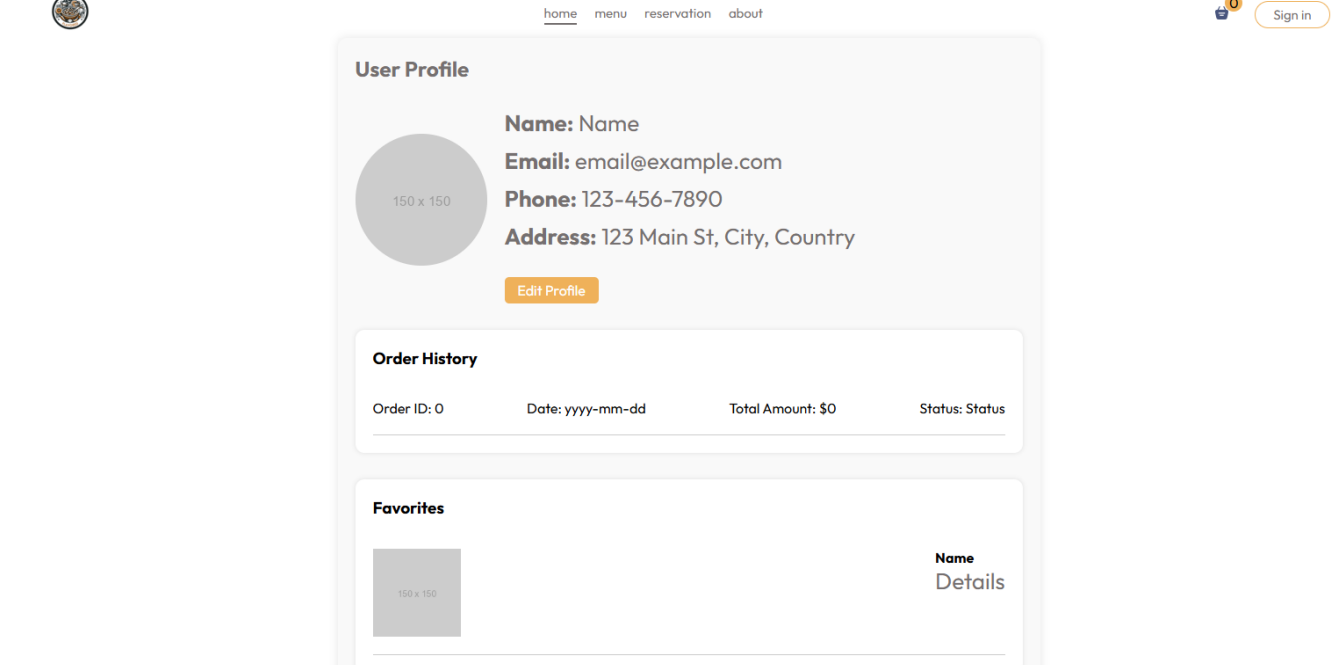 home menu reservation about 0 Sign in
User Profile
Name: Name
Email: email@example.com
150 x 150
Phone: 123-456-7890
Address: 123 Main St, City, Country
Edit Profile
Order History
Order ID: 0 Date: yyyy-mm-dd Total Amount: $0 Status: Status
Favorites
150 x 150
Name
Details